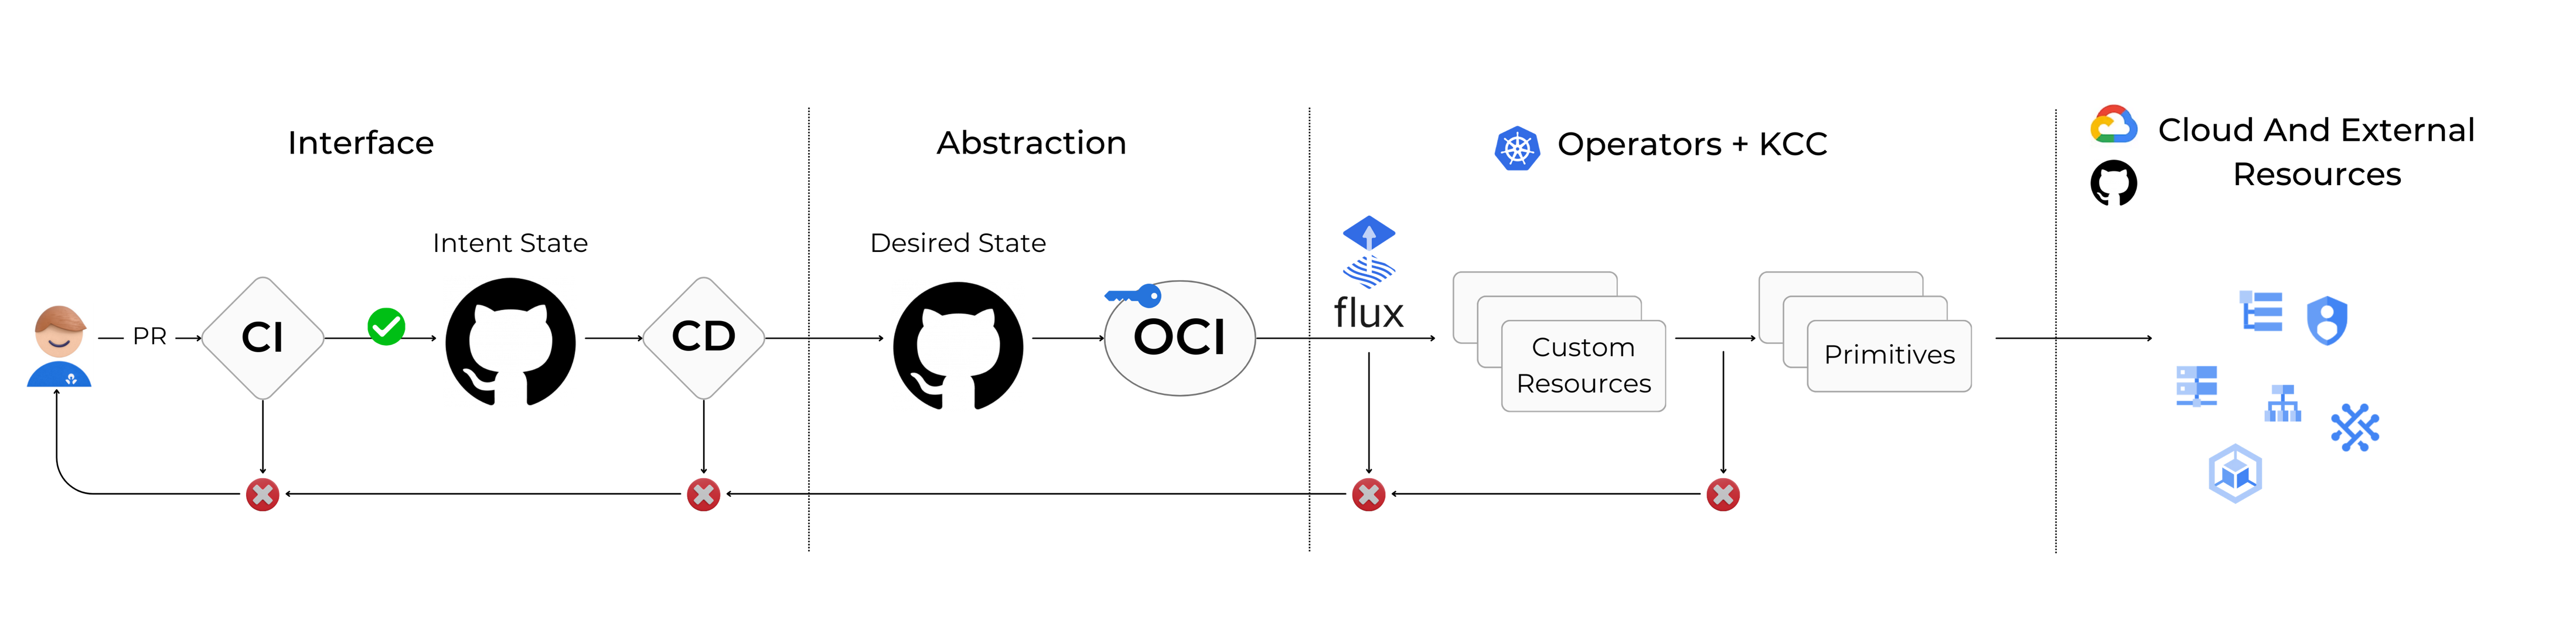 Interface
Abstraction
Operators + KCC
Cloud And External
Resources
Intent State
Desired State
flux
PR
CI
CD
OCI
Custom
Resources
Primitives